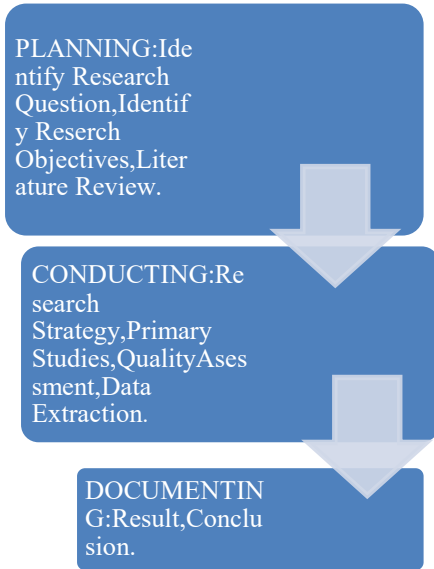 PLANNING:Ide
ntify Research
Question,Identif
y Reserch
Objectives,Liter
ature Review.
CONDUCTING:Re
search
Strategy,Primary
Studies,QualityAses
sment,Data
Extraction.
DOCUMENTIN
G:Result,Conclu
sion.